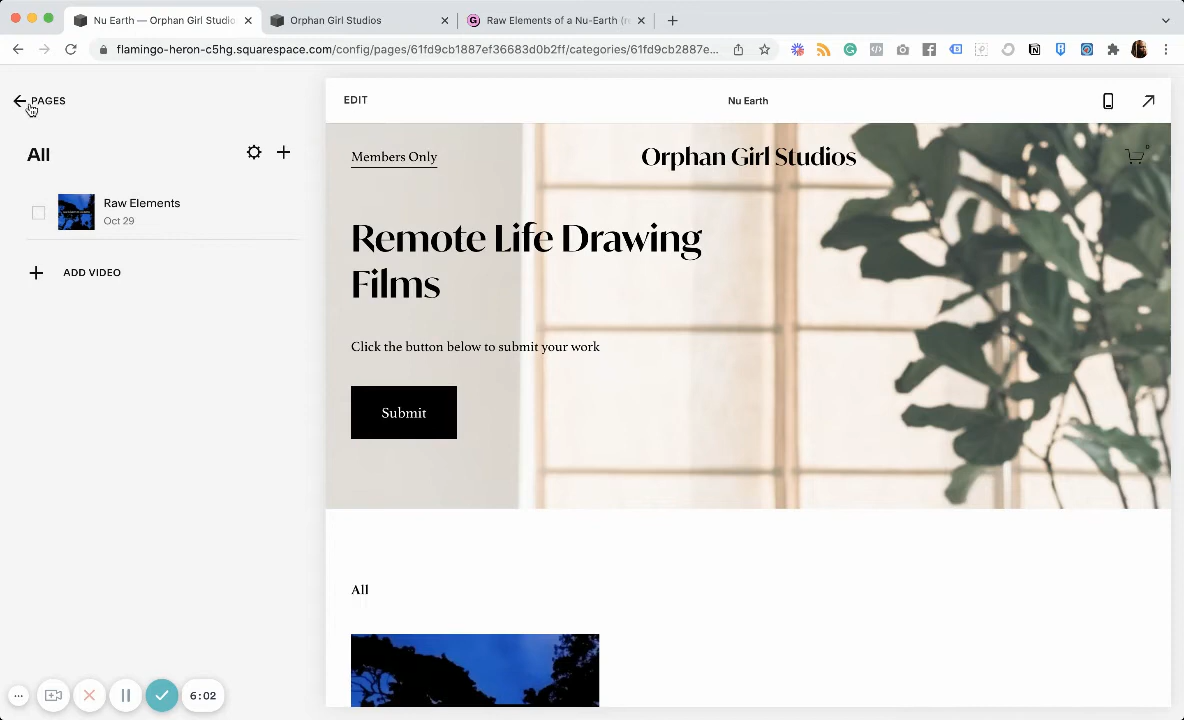 Nu Earth — Orphan Girl Studio
Orphan Girl Studios
Raw Elements of a Nu-Earth (r
flamingo-heron-c5hg.squarespace.com/config/pages/61fd9cb1887ef36683d0b2ff/categories/61fd9cb2887e...
PAGES
EDIT
Nu Earth
All
Members Only
Orphan Girl Studios
0
Raw Elements
Oct 29
Remote Life Drawing
Films
ADD VIDEO
Click the button below to submit your work
Submit
All
6:02